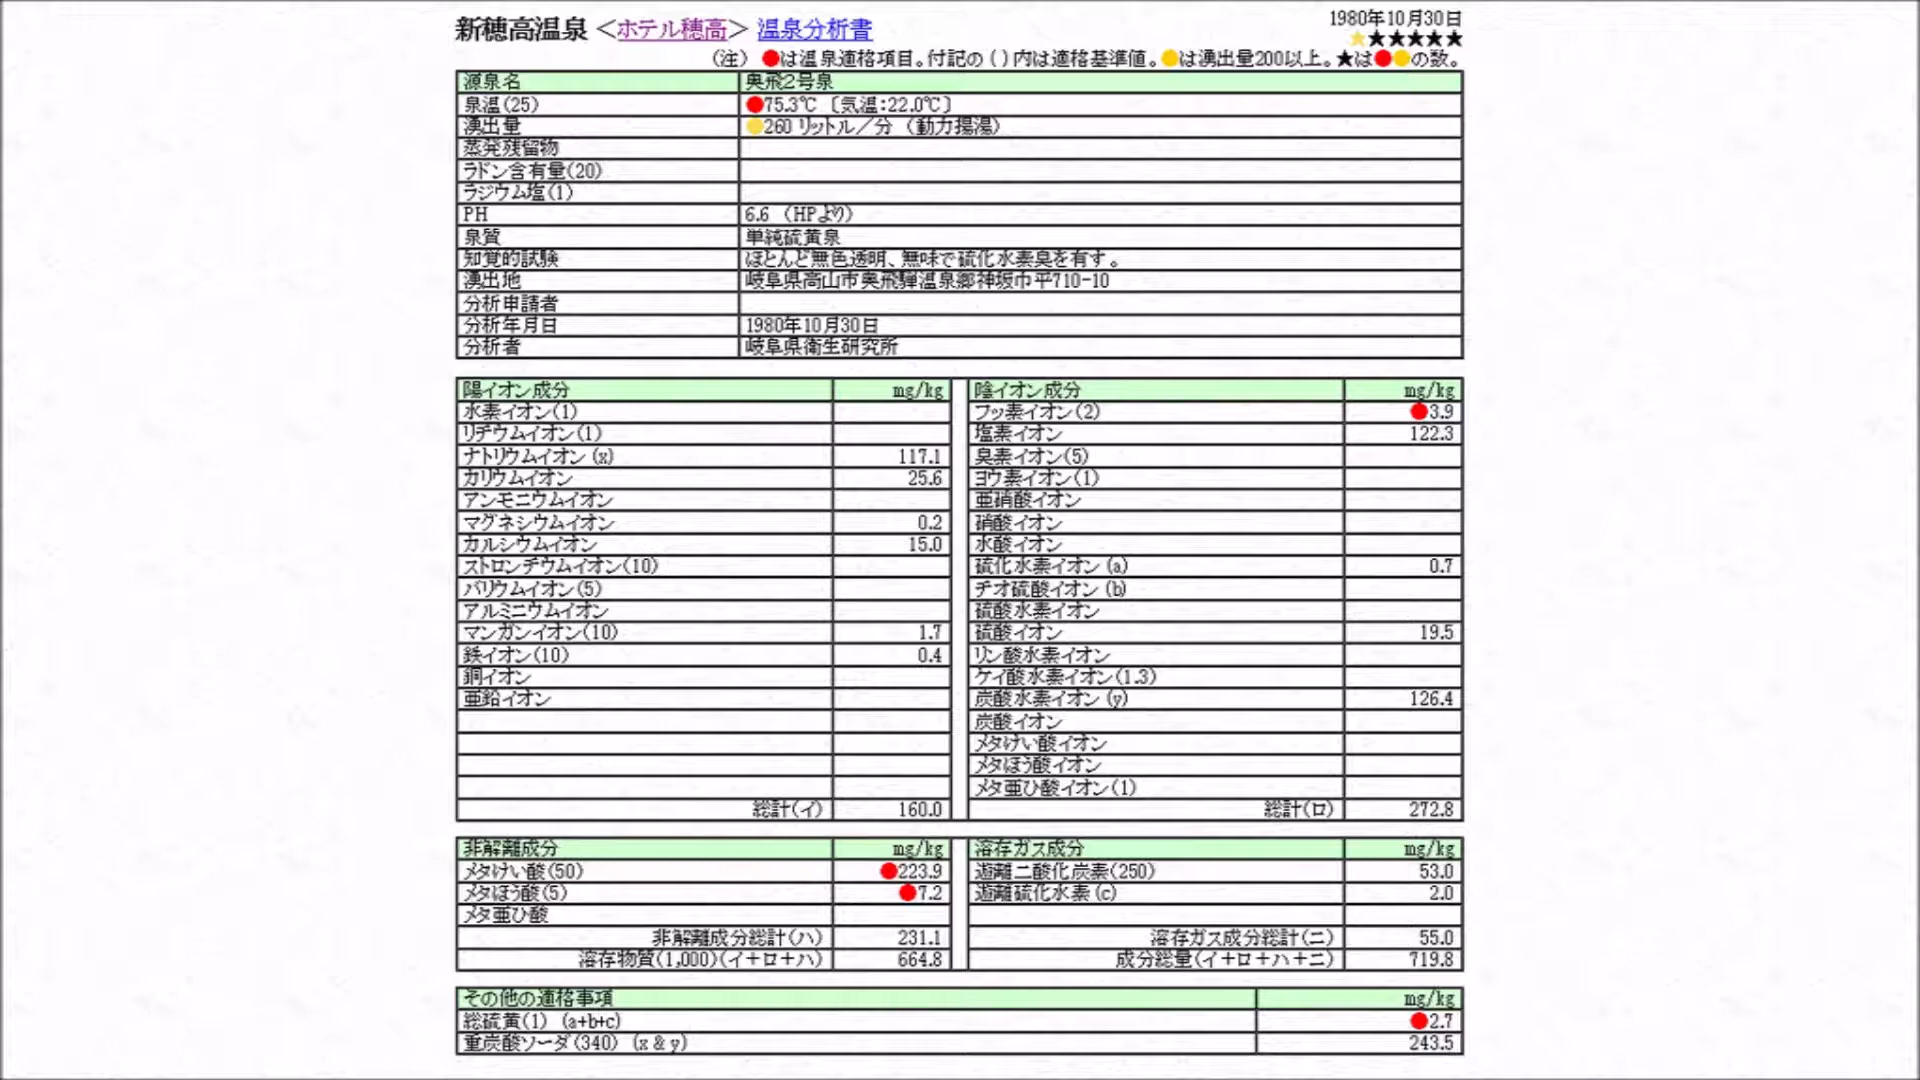 新穂高温泉 <ホテル穂高> 温泉分析書
1980年10月30日
★★★★★★
（注） ●は温泉適格項目。付記の（ ）内は適格基準値。●は湧出量200以上。★は●●の数。
源泉名 奥飛2号泉
泉温(25) ●75.3℃ 〔気温:22.0℃〕
湧出量 ●260 リットル／分 （動力揚湯）
蒸発残留物
ラドン含有量(20)
ラジウム塩(1)
PH 6.6 （HPより）
泉質 単純硫黄泉
知覚的試験 ほとんど無色透明、無味で硫化水素臭を有す。
湧出地 岐阜県高山市奥飛騨温泉郷神坂巾平710-10
分析申請者
分析年月日 1980年10月30日
分析者 岐阜県衛生研究所
陽イオン成分 mg/kg
水素イオン(1)
リチウムイオン(1)
ナトリウムイオン (x) 117.1
カリウムイオン 25.6
アンモニウムイオン
マグネシウムイオン 0.2
カルシウムイオン 15.0
ストロンチウムイオン(10)
バリウムイオン(5)
アルミニウムイオン
マンガンイオン(10) 1.7
鉄イオン(10) 0.4
銅イオン
亜鉛イオン
総計(イ) 160.0
陰イオン成分 mg/kg
フッ素イオン(2) ●3.9
塩素イオン 122.3
臭素イオン(5)
ヨウ素イオン(1)
亜硝酸イオン
硝酸イオン
水酸イオン
硫化水素イオン (a) 0.7
チオ硫酸イオン (b)
硫酸水素イオン
硫酸イオン 19.5
リン酸水素イオン
ケイ酸水素イオン(1.3)
炭酸水素イオン (y) 126.4
炭酸イオン
メタけい酸イオン
メタほう酸イオン
メタ亜ひ酸イオン(1)
総計(ロ) 272.8
非解離成分 mg/kg
メタけい酸(50) ●223.9
メタほう酸(5) ●7.2
メタ亜ひ酸
非解離成分総計(ハ) 231.1
溶存物質(1,000)(イ+ロ+ハ) 664.8
溶存ガス成分 mg/kg
遊離二酸化炭素(250) 53.0
遊離硫化水素 (c) 2.0
溶存ガス成分総計(ニ) 55.0
成分総量(イ+ロ+ハ+ニ) 719.8
その他の適格事項 mg/kg
総硫黄(1) (a+b+c) ●2.7
重炭酸ソーダ(340) (x & y) 243.5